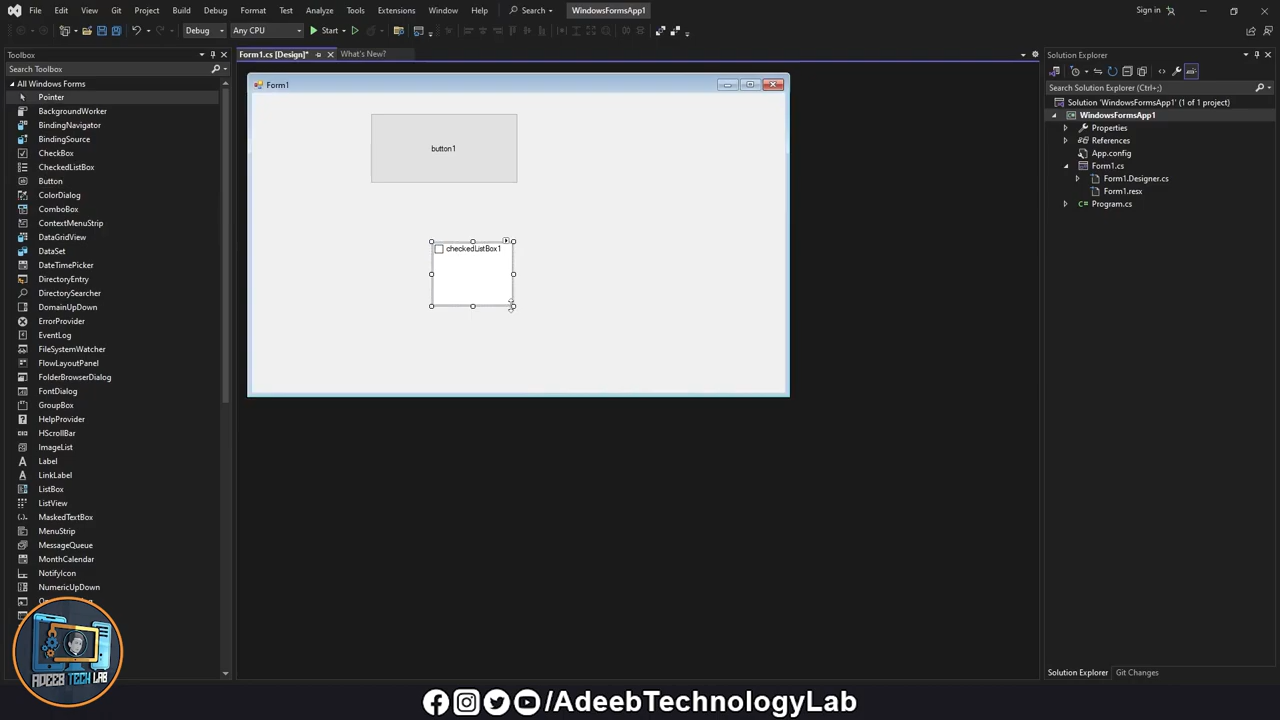 File Edit View Project Build Debug Format Test Analyze Tools Extensions Window Help Search WindowsFormsApp1 Sign in
Debug Any CPU Start
Toolbox
Search Toolbox
All Windows Forms
Pointer
BackgroundWorker
BindingNavigator
BindingSource
CheckBox
CheckedListBox
Button
ColorDialog
ComboBox
ContextMenuStrip
DataGridView
DataSet
DateTimePicker
DirectoryEntry
DirectorySearcher
DomainUpDown
ErrorProvider
EventLog
FileSystemWatcher
FlowLayoutPanel
FolderBrowserDialog
FontDialog
GroupBox
HelpProvider
HScrollBar
ImageList
Label
LinkLabel
ListBox
ListView
MaskedTextBox
MenuStrip
MessageQueue
MonthCalendar
NotifyIcon
NumericUpDown
ADEEB TECH LAB
Form1.cs [Design]* What's New?
Form1
button1
checkedListBox1
Solution Explorer
Search Solution Explorer (Ctrl+;)
Solution 'WindowsFormsApp1' (1 of 1 project)
WindowsFormsApp1
Properties
References
App.config
Form1.cs
Form1.Designer.cs
Form1.resx
Program.cs
Solution Explorer Git Changes
/AdeebTechnologyLab